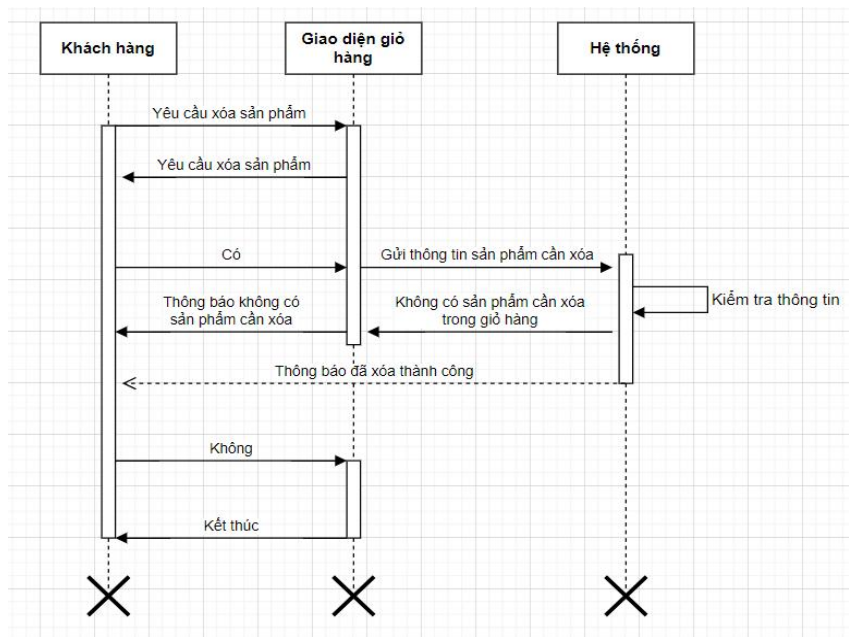 Khách hàng
Giao diện giỏ
hàng
Hệ thống
Yêu cầu xóa sản phẩm
Yêu cầu xóa sản phẩm
Có
Gửi thông tin sản phẩm cần xóa
Kiểm tra thông tin
Thông báo không có
sản phẩm cần xóa
Không có sản phẩm cần xóa
trong giỏ hàng
Thông báo đã xóa thành công
Không
Kết thúc